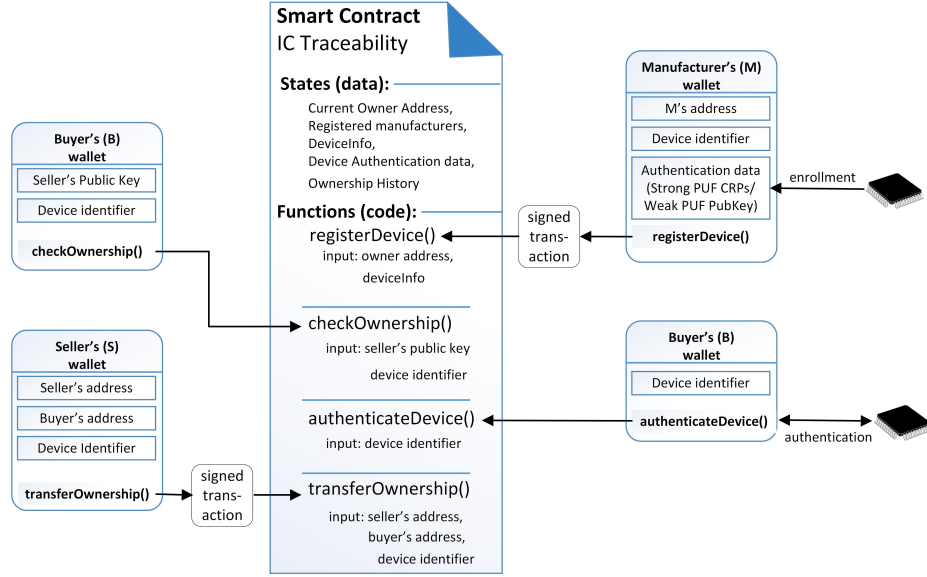 Smart Contract
IC Traceability
States (data):
Current Owner Address,
Registered manufacturers,
DeviceInfo,
Device Authentication data,
Ownership History
Functions (code):
registerDevice()
input: owner address,
deviceInfo
checkOwnership()
input: seller's public key
device identifier
authenticateDevice()
input: device identifier
transferOwnership()
input: seller's address,
buyer's address,
device identifier
Buyer's (B)
wallet
Seller's Public Key
Device identifier
checkOwnership()
Seller's (S)
wallet
Seller's address
Buyer's address
Device Identifier
transferOwnership()
signed
trans-
action
Manufacturer's (M)
wallet
M's address
Device identifier
Authentication data
(Strong PUF CRPs/
Weak PUF PubKey)
registerDevice()
enrollment
signed
trans-
action
Buyer's (B)
wallet
Device identifier
authenticateDevice()
authentication